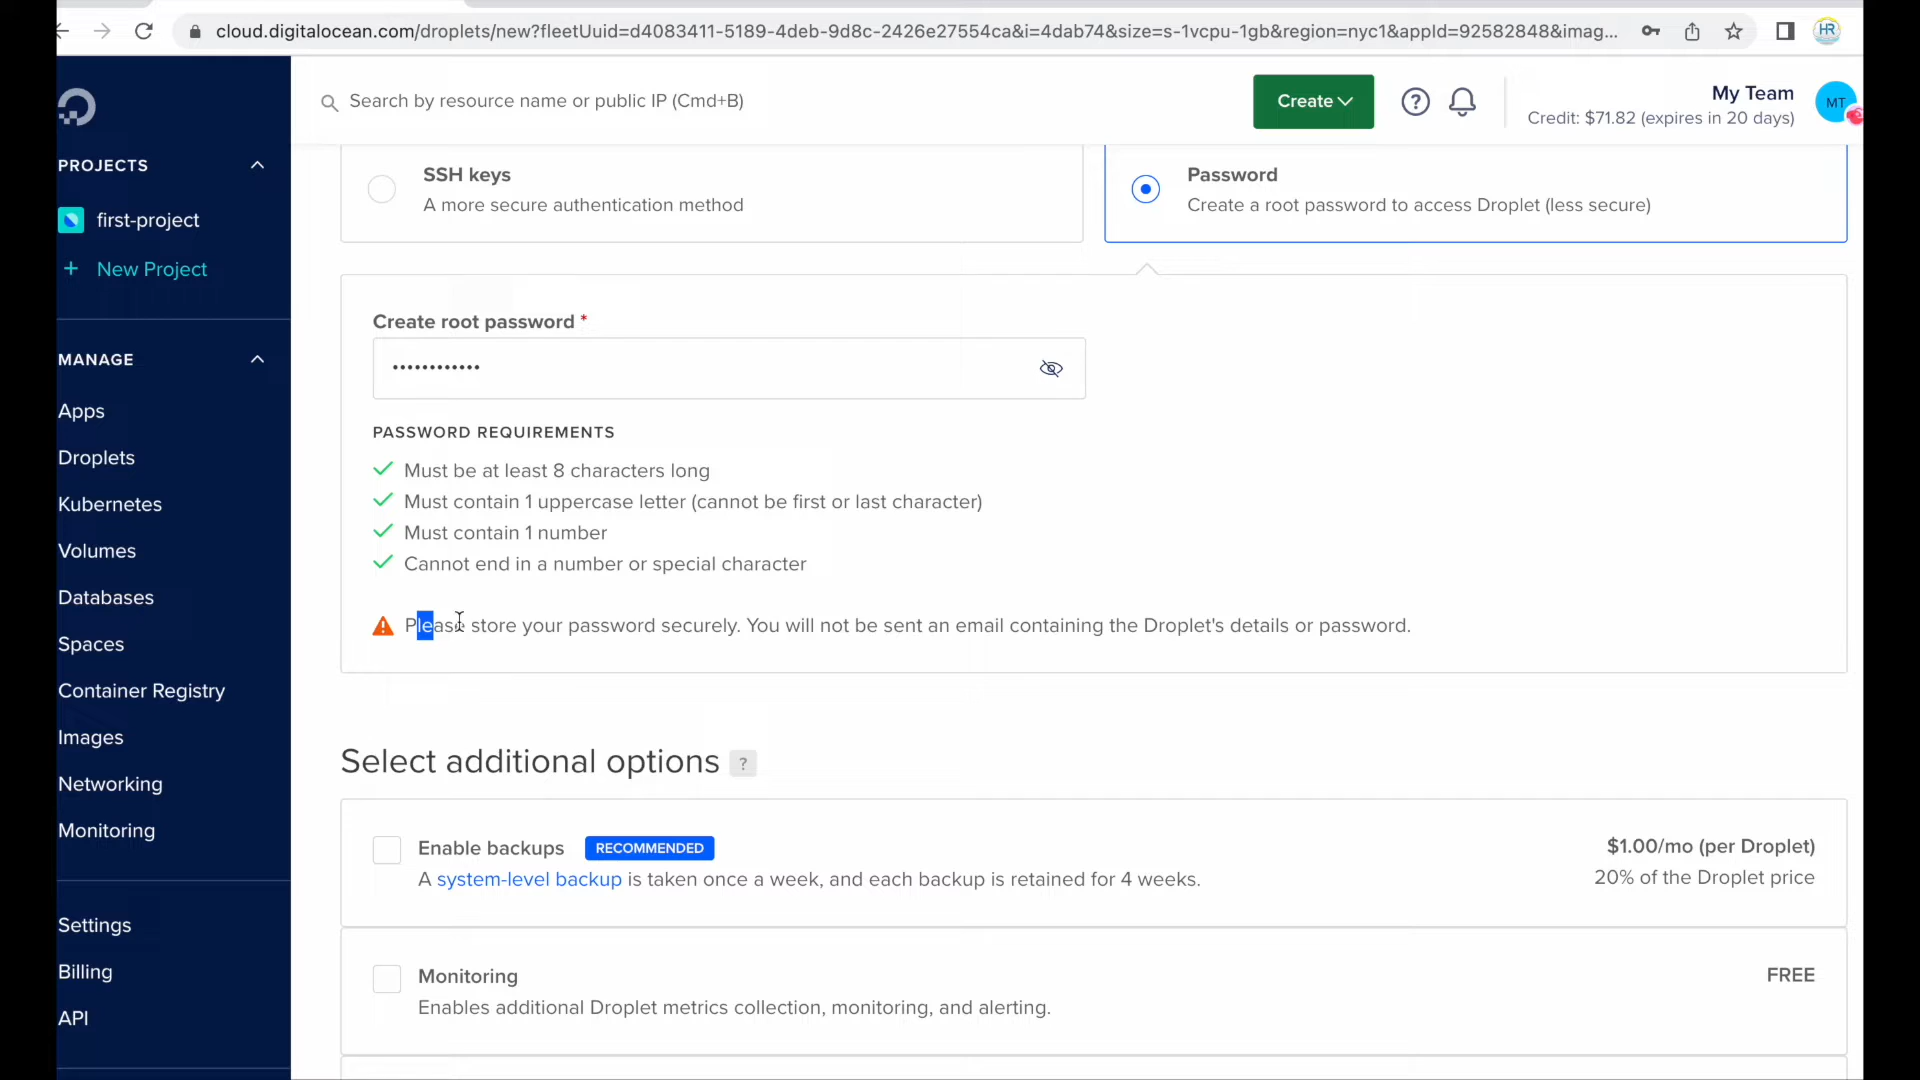 cloud.digitalocean.com/droplets/new?fleetUuid=d4083411-5189-4deb-9d8c-2426e27554ca&i=4dab74&size=s-1vcpu-1gb&region=nyc1&appId=92582848&imag...
HR
Search by resource name or public IP (Cmd+B)
Create
?
My Team
Credit: $71.82 (expires in 20 days)
MT
PROJECTS
first-project
+ New Project
MANAGE
Apps
Droplets
Kubernetes
Volumes
Databases
Spaces
Container Registry
Images
Networking
Monitoring
Settings
Billing
API
SSH keys
A more secure authentication method
Password
Create a root password to access Droplet (less secure)
Create root password *
••••••••••••
PASSWORD REQUIREMENTS
Must be at least 8 characters long
Must contain 1 uppercase letter (cannot be first or last character)
Must contain 1 number
Cannot end in a number or special character
Please store your password securely. You will not be sent an email containing the Droplet's details or password.
Select additional options ?
Enable backups RECOMMENDED
A system-level backup is taken once a week, and each backup is retained for 4 weeks.
$1.00/mo (per Droplet)
20% of the Droplet price
Monitoring
Enables additional Droplet metrics collection, monitoring, and alerting.
FREE